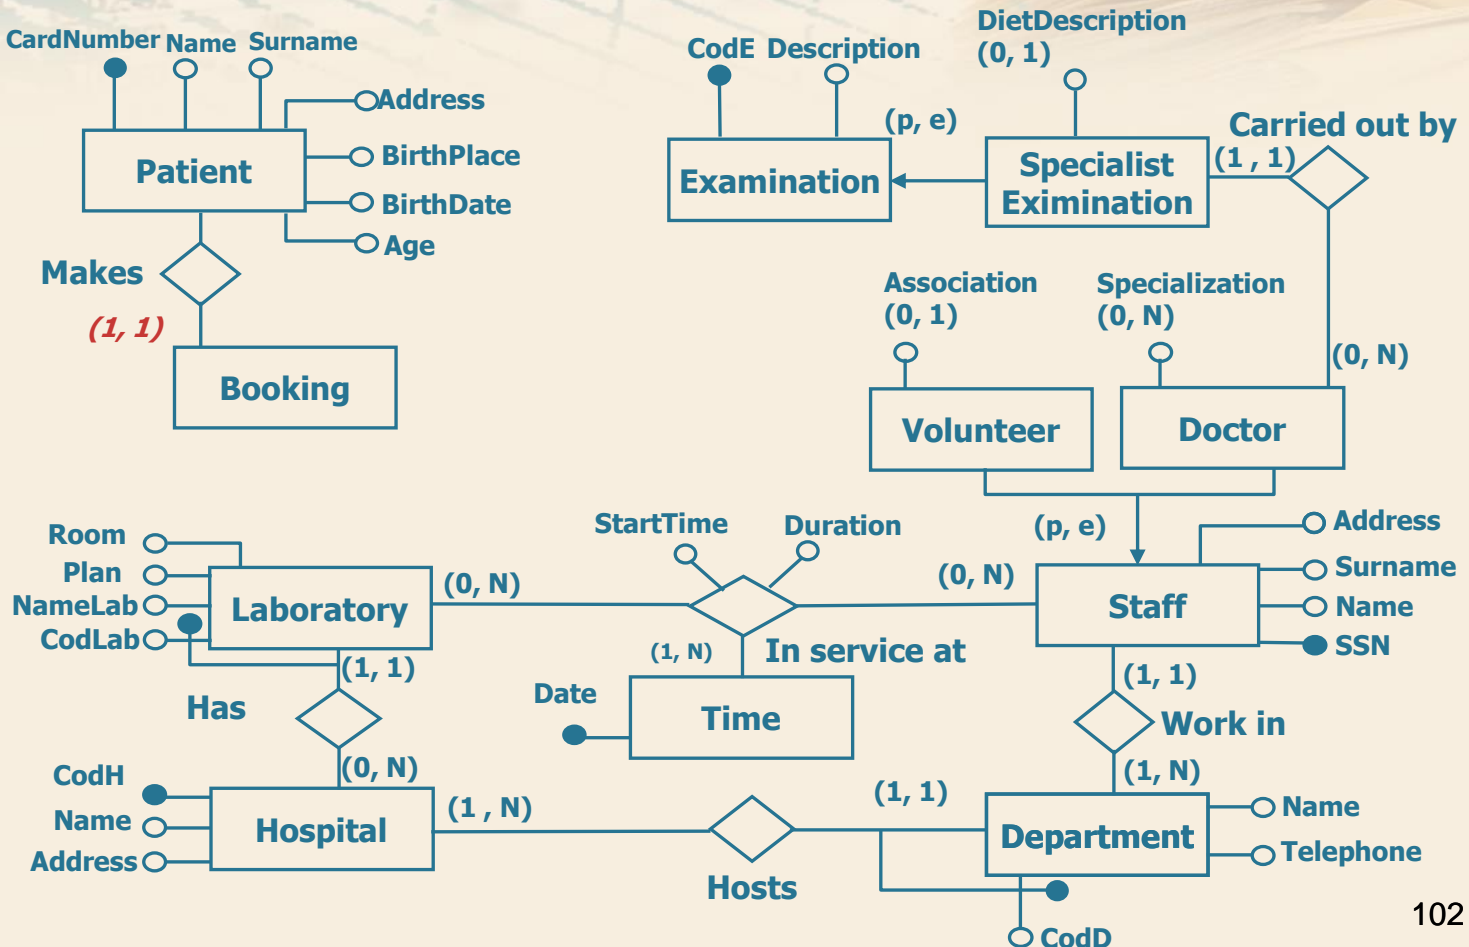 CardNumber Name Surname
Address
BirthPlace
BirthDate
Age
Patient
Makes
(1, 1)
Booking
CodE Description
DietDescription
(0, 1)
(p, e)
Examination
Specialist
Eximination
Carried out by
(1 , 1)
(0, N)
Association
(0, 1)
Specialization
(0, N)
Volunteer
Doctor
(p, e)
Room
Plan
NameLab
CodLab
Laboratory
(0, N)
StartTime
Duration
(0, N)
Staff
Address
Surname
Name
SSN
(1, N)
In service at
(1, 1)
Has
Date
Time
(1, 1)
Work in
(0, N)
(1, N)
CodH
Name
Address
Hospital
(1 , N)
(1, 1)
Hosts
Department
Name
Telephone
CodD
102